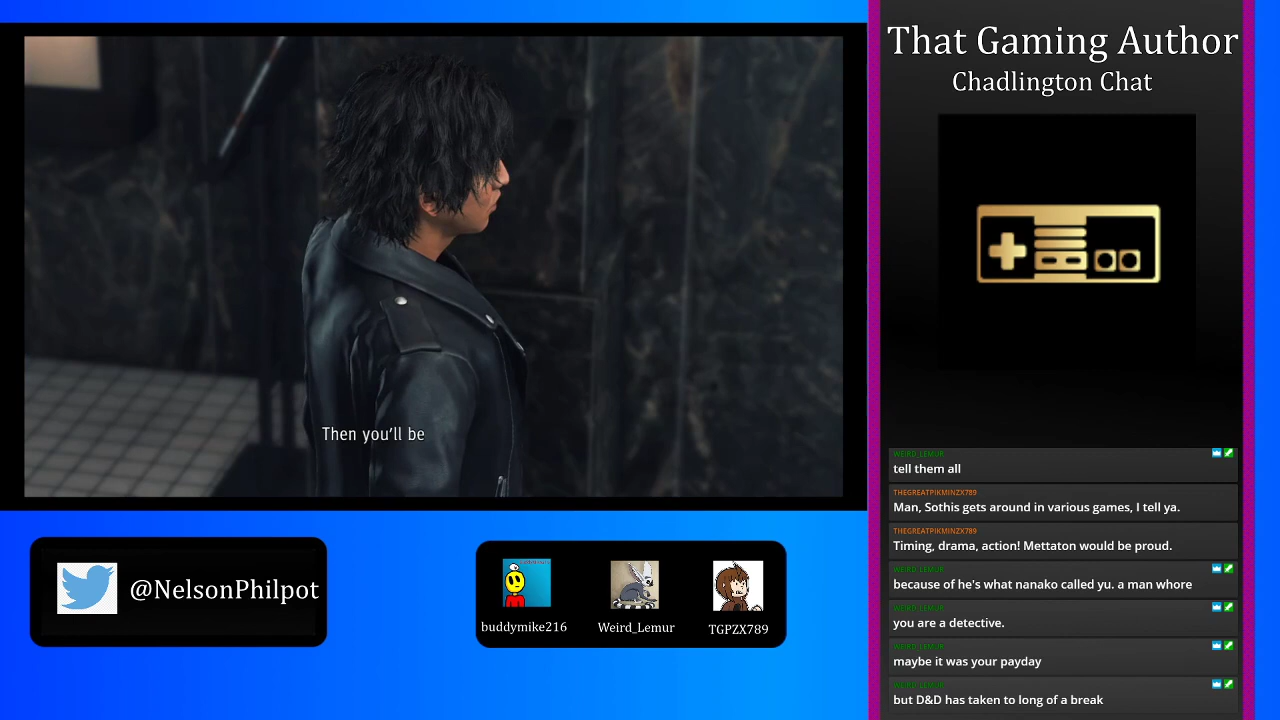 That Gaming Author
Chadlington Chat
Then you'll be
WEIRD_LEMUR
tell them all
THEGREATPIKMINZX789
Man, Sothis gets around in various games, I tell ya.
THEGREATPIKMINZX789
Timing, drama, action! Mettaton would be proud.
WEIRD_LEMUR
because of he's what nanako called yu. a man whore
WEIRD_LEMUR
you are a detective.
WEIRD_LEMUR
maybe it was your payday
WEIRD_LEMUR
but D&D has taken to long of a break
@NelsonPhilpot
buddymike216
Weird_Lemur
TGPZX789